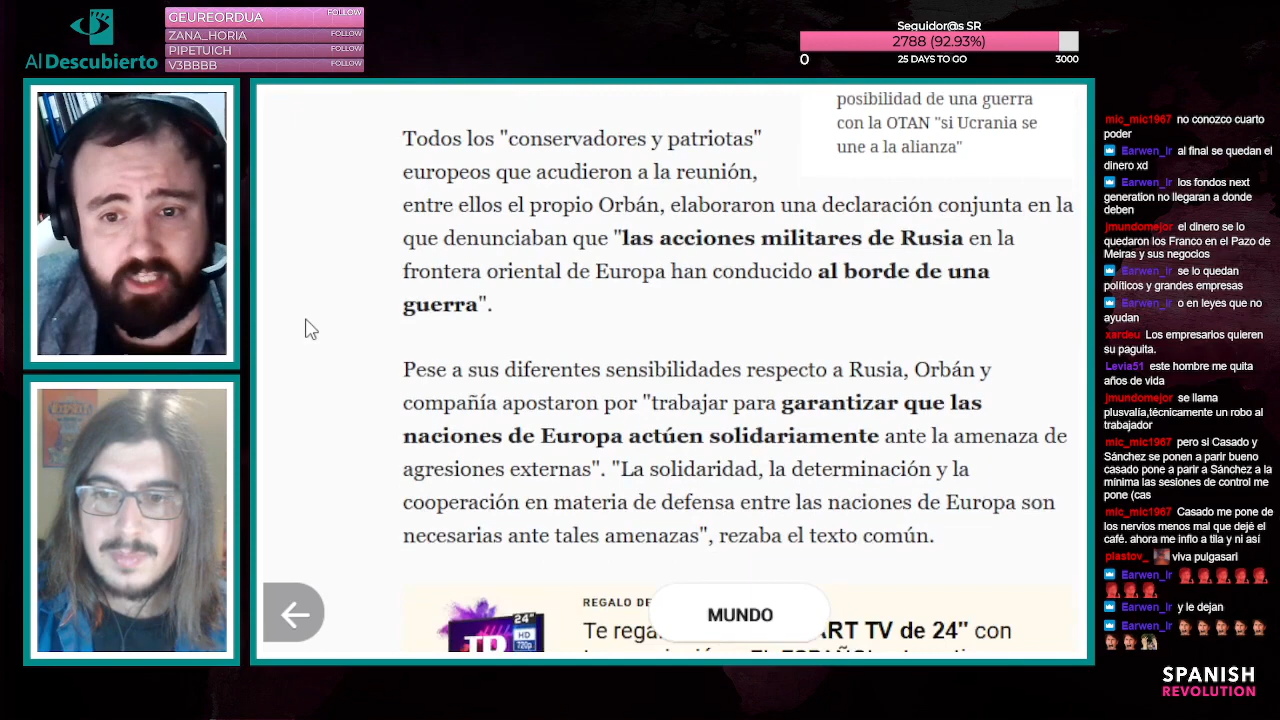 Al Descubierto
GEUREORDUA FOLLOW
ZANA_HORIA FOLLOW
PIPETUICH FOLLOW
V3BBBB FOLLOW
Seguidor@s SR
2788 (92.93%)
0 25 DAYS TO GO 3000
posibilidad de una guerra
con la OTAN "si Ucrania se
une a la alianza"
Todos los "conservadores y patriotas"
europeos que acudieron a la reunión,
entre ellos el propio Orbán, elaboraron una declaración conjunta en la
que denunciaban que "las acciones militares de Rusia en la
frontera oriental de Europa han conducido al borde de una
guerra".
Pese a sus diferentes sensibilidades respecto a Rusia, Orbán y
compañía apostaron por "trabajar para garantizar que las
naciones de Europa actúen solidariamente ante la amenaza de
agresiones externas". "La solidaridad, la determinación y la
cooperación en materia de defensa entre las naciones de Europa son
necesarias ante tales amenazas", rezaba el texto común.
REGALO DE
MUNDO
Te rega ART TV de 24" con
24"
HD
720p
mic_mic1967 no conozco cuarto
poder
Earwen_Ir al final se quedan el
dinero xd
Earwen_Ir los fondos next
generation no llegaran a donde
deben
jmundomejor el dinero se lo
quedaron los Franco en el Pazo de
Meiras y sus negocios
Earwen_Ir se lo quedan
políticos y grandes empresas
Earwen_Ir o en leyes que no
ayudan
xardeu Los empresarios quieren
su paguita.
Levia51 este hombre me quita
años de vida
jmundomejor se llama
plusvalía,técnicamente un robo al
trabajador
mic_mic1967 pero si Casado y
Sánchez se ponen a parir bueno
casado pone a parir a Sánchez a la
mínima las sesiones de control me
pone (cas
mic_mic1967 Casado me pone de
los nervios menos mal que dejé el
café. ahora me inflo a tila y ni así
plastov_ viva pulgasari
Earwen_Ir
Earwen_Ir y le dejan
Earwen_Ir
SPANISH
REVOLUTION